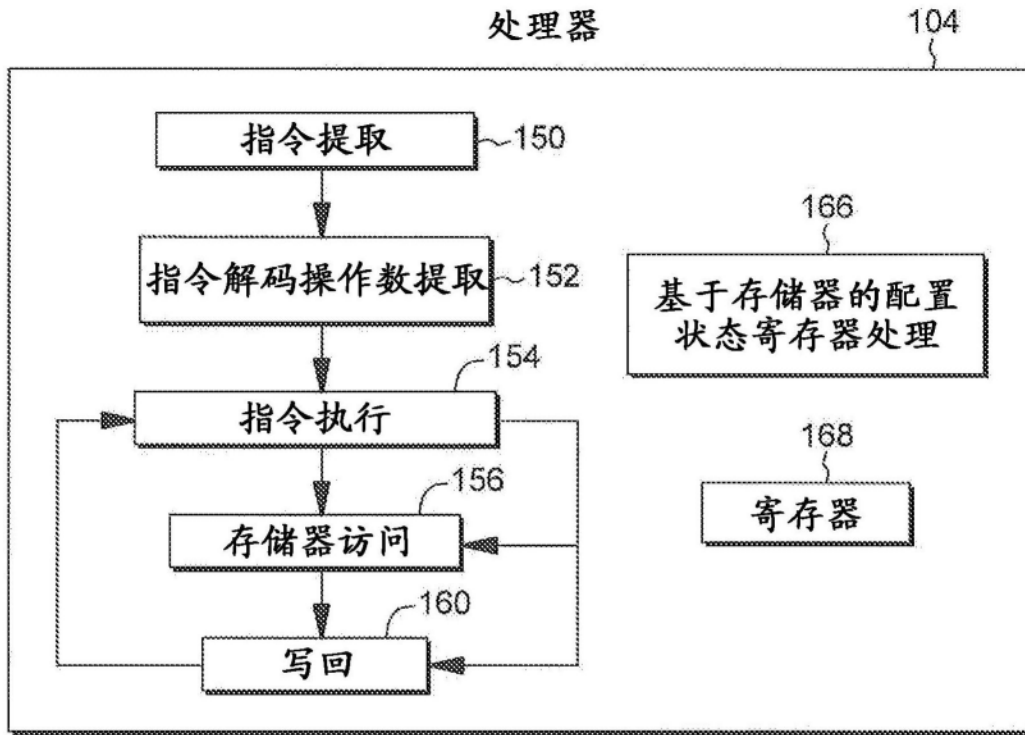 处理器
104
指令提取
150
166
指令解码操作数提取
152
基于存储器的配置
状态寄存器处理
154
指令执行
168
156
寄存器
存储器访问
160
写回